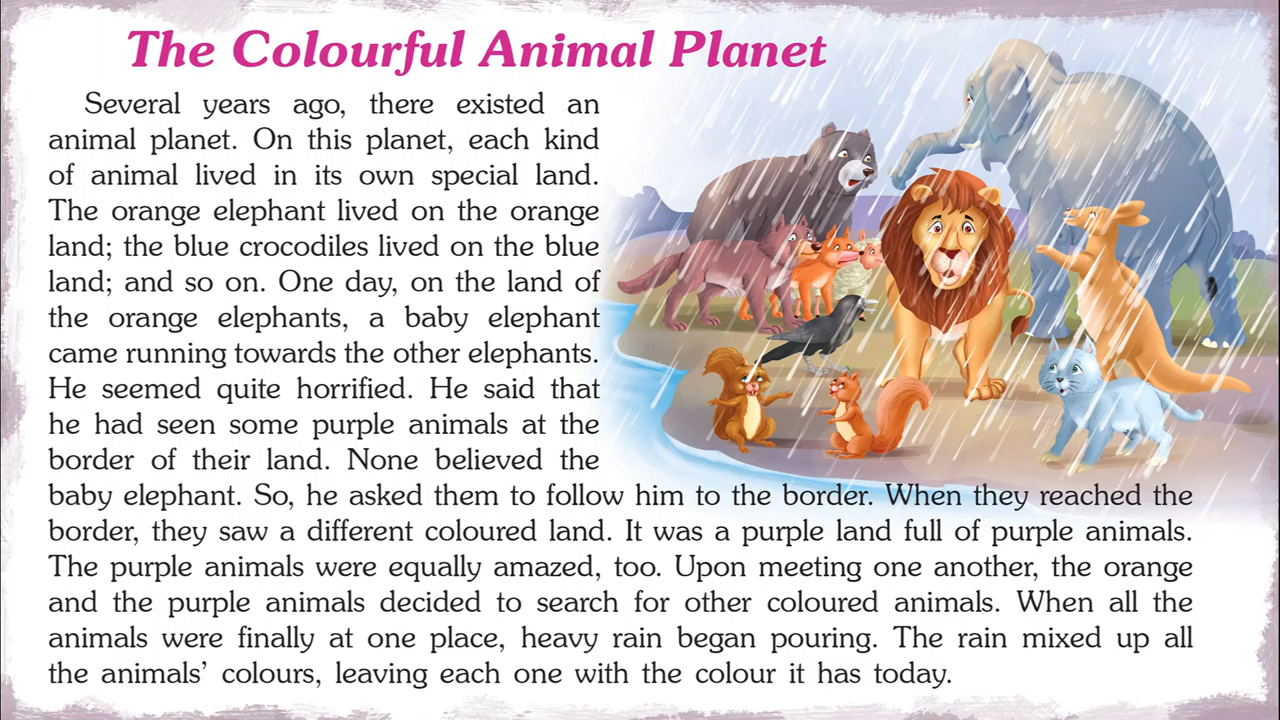 The Colourful Animal Planet
Several years ago, there existed an
animal planet. On this planet, each kind
of animal lived in its own special land.
The orange elephant lived on the orange
land; the blue crocodiles lived on the blue
land; and so on. One day, on the land of
the orange elephants, a baby elephant
came running towards the other elephants.
He seemed quite horrified. He said that
he had seen some purple animals at the
border of their land. None believed the
baby elephant. So, he asked them to follow him to the border. When they reached the
border, they saw a different coloured land. It was a purple land full of purple animals.
The purple animals were equally amazed, too. Upon meeting one another, the orange
and the purple animals decided to search for other coloured animals. When all the
animals were finally at one place, heavy rain began pouring. The rain mixed up all
the animals’ colours, leaving each one with the colour it has today.